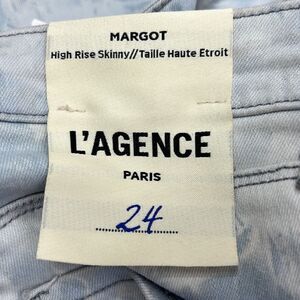 MARGOT
High Rise Skinny//Taille Haute Etroit
L'AGENCE
PARIS
24